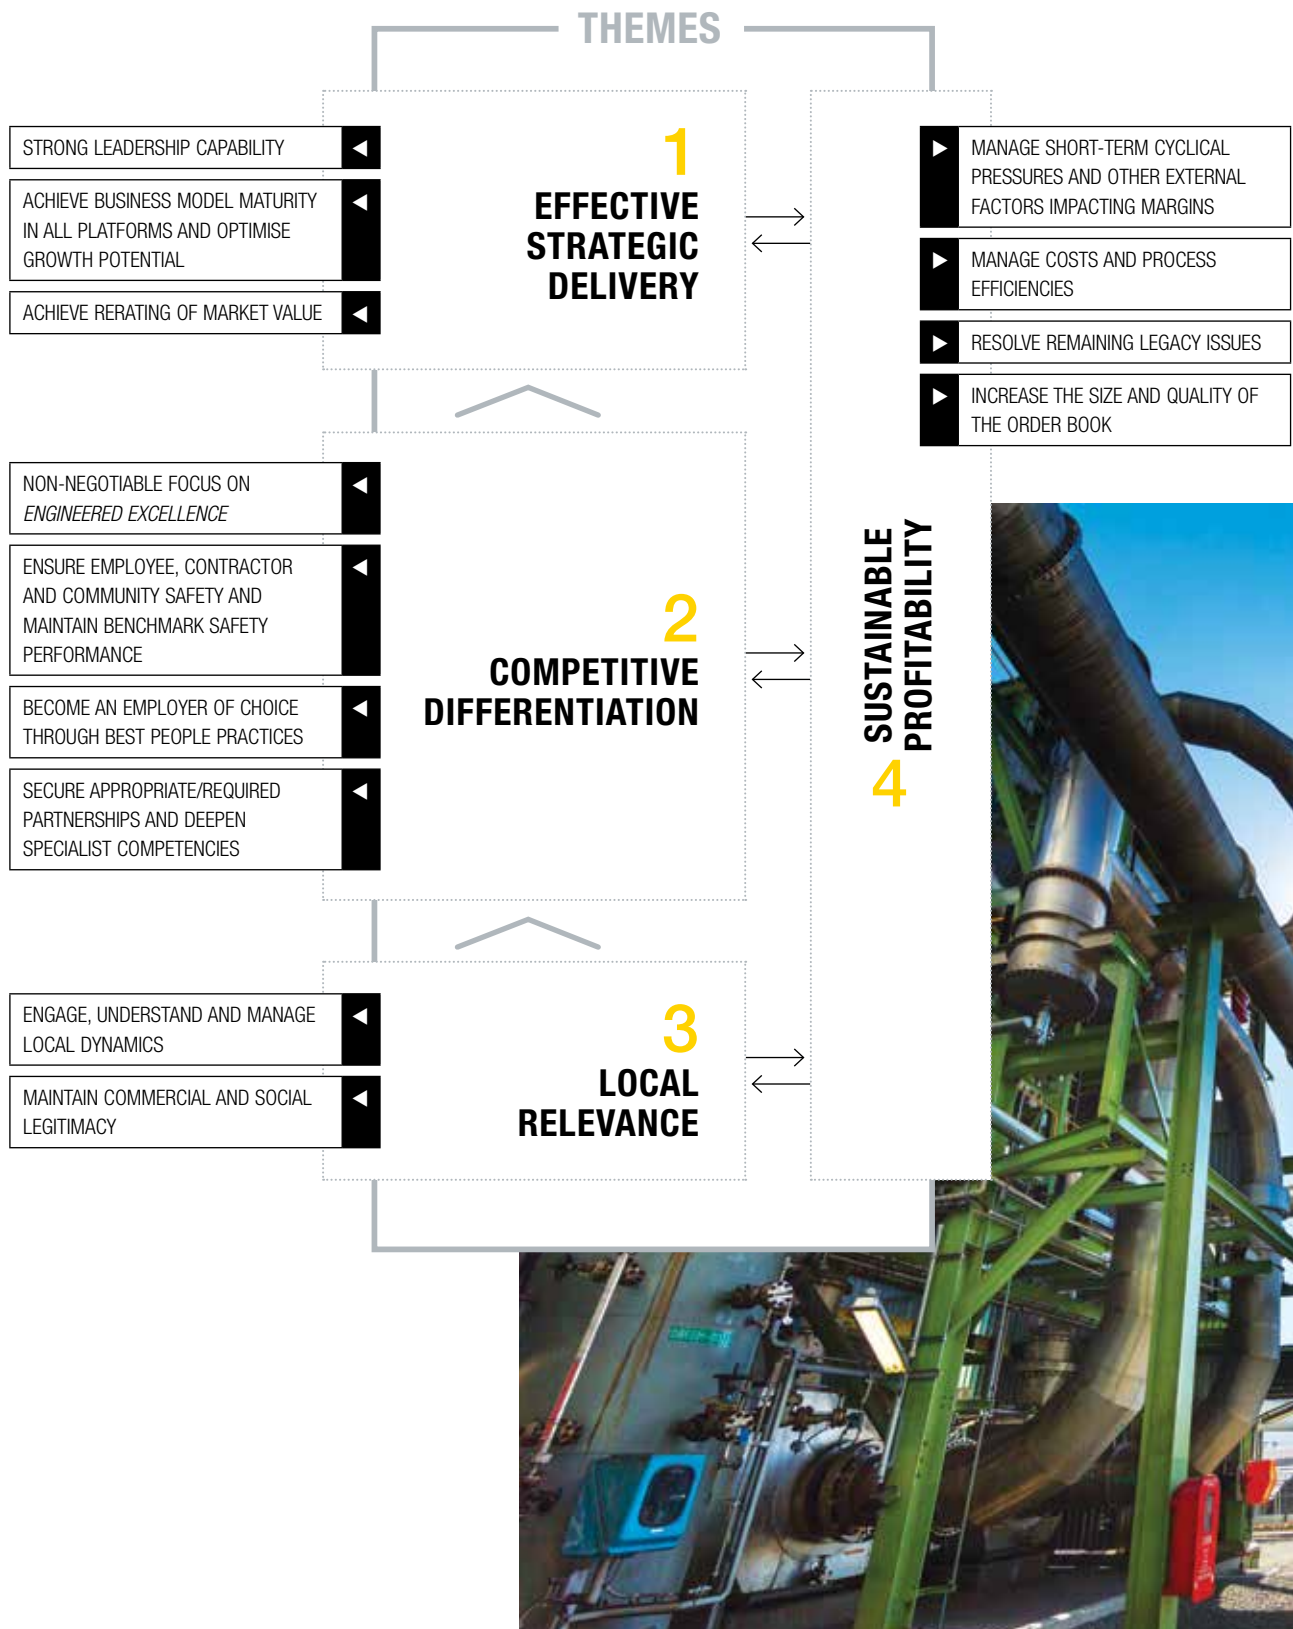 THEMES
STRONG LEADERSHIP CAPABILITY
ACHIEVE BUSINESS MODEL MATURITY
IN ALL PLATFORMS AND OPTIMISE
GROWTH POTENTIAL
ACHIEVE RERATING OF MARKET VALUE
1
EFFECTIVE
STRATEGIC
DELIVERY
MANAGE SHORT-TERM CYCLICAL
PRESSURES AND OTHER EXTERNAL
FACTORS IMPACTING MARGINS
MANAGE COSTS AND PROCESS
EFFICIENCIES
RESOLVE REMAINING LEGACY ISSUES
INCREASE THE SIZE AND QUALITY OF
THE ORDER BOOK
NON-NEGOTIABLE FOCUS ON
ENGINEERED EXCELLENCE
ENSURE EMPLOYEE, CONTRACTOR
AND COMMUNITY SAFETY AND
MAINTAIN BENCHMARK SAFETY
PERFORMANCE
BECOME AN EMPLOYER OF CHOICE
THROUGH BEST PEOPLE PRACTICES
SECURE APPROPRIATE/REQUIRED
PARTNERSHIPS AND DEEPEN
SPECIALIST COMPETENCIES
2
COMPETITIVE
DIFFERENTIATION
4
SUSTAINABLE
PROFITABILITY
ENGAGE, UNDERSTAND AND MANAGE
LOCAL DYNAMICS
MAINTAIN COMMERCIAL AND SOCIAL
LEGITIMACY
3
LOCAL
RELEVANCE